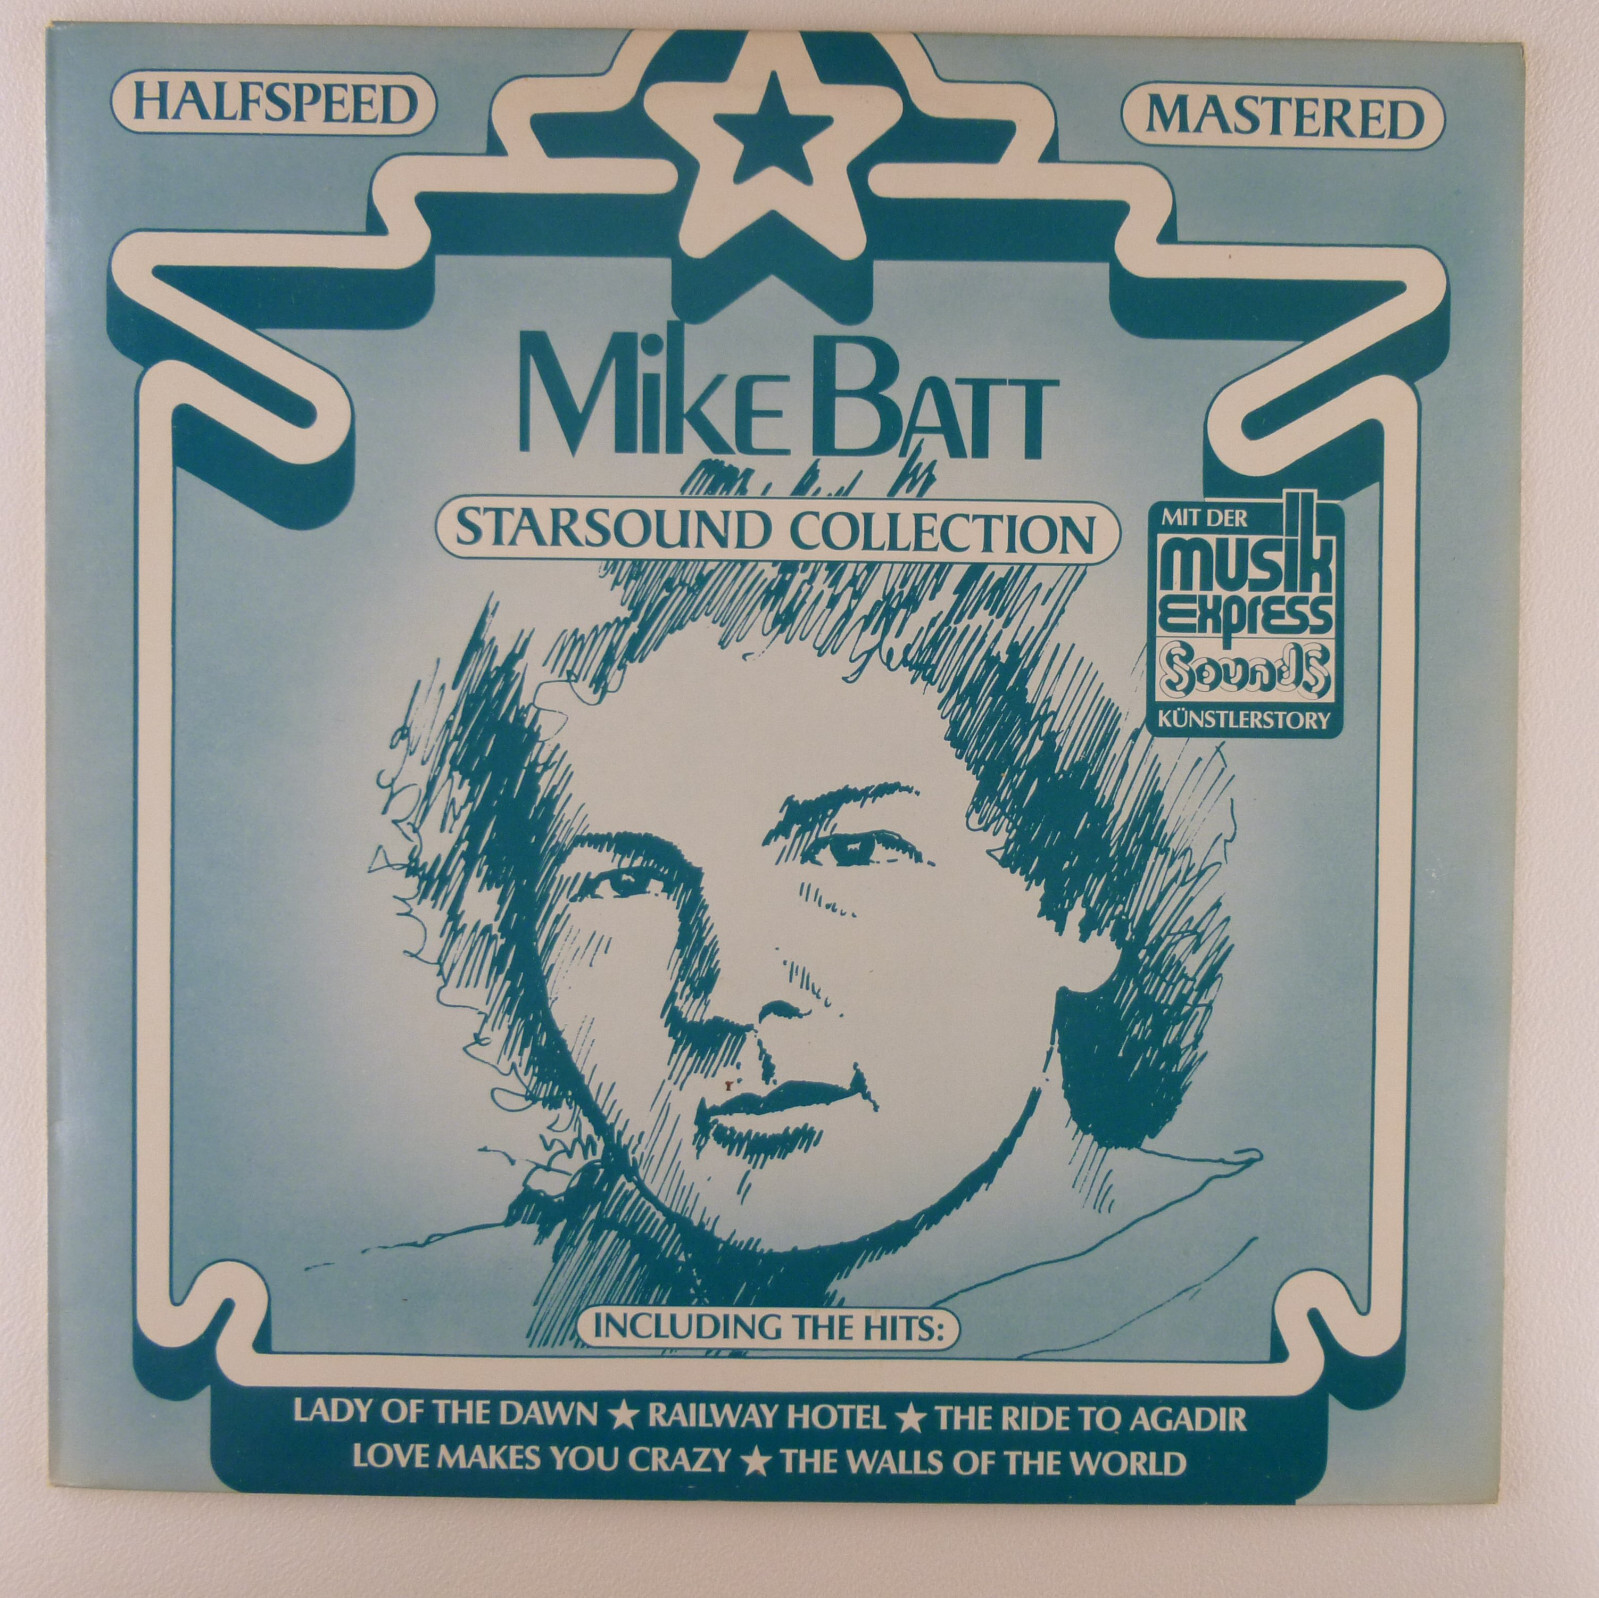 HALFSPEED
MASTERED
MIKE BATT
STARSOUND COLLECTION
MIT DER
musik
EXPRESS
SOUNDS
KÜNSTLERSTORY
INCLUDING THE HITS:
LADY OF THE DAWN ★ RAILWAY HOTEL ★ THE RIDE TO AGADIR
LOVE MAKES YOU CRAZY ★ THE WALLS OF THE WORLD